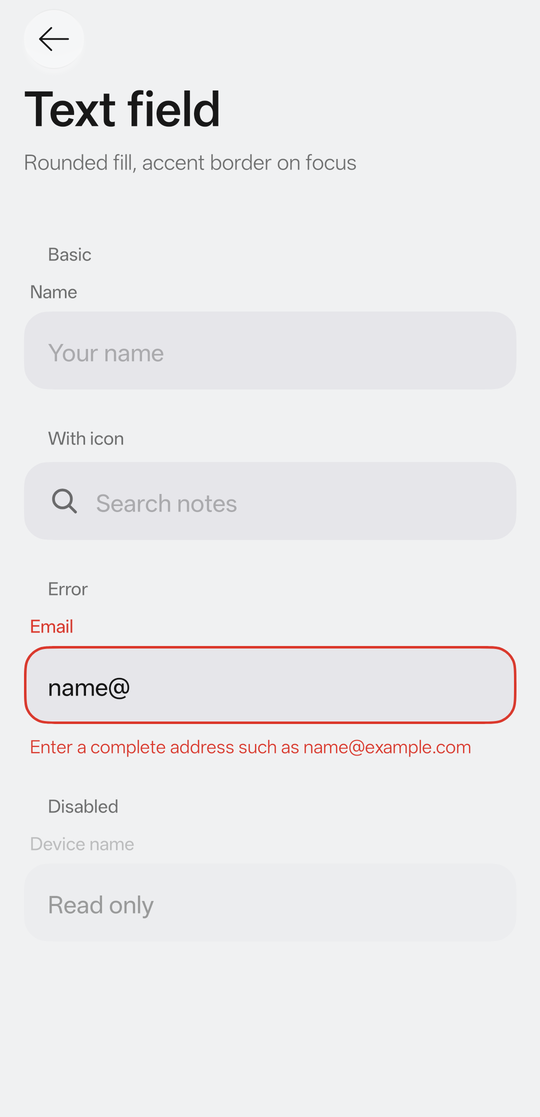 Text field
Rounded fill, accent border on focus
Basic
Name
Your name
With icon
Search notes
Error
Email
name@
Enter a complete address such as name@example.com
Disabled
Device name
Read only